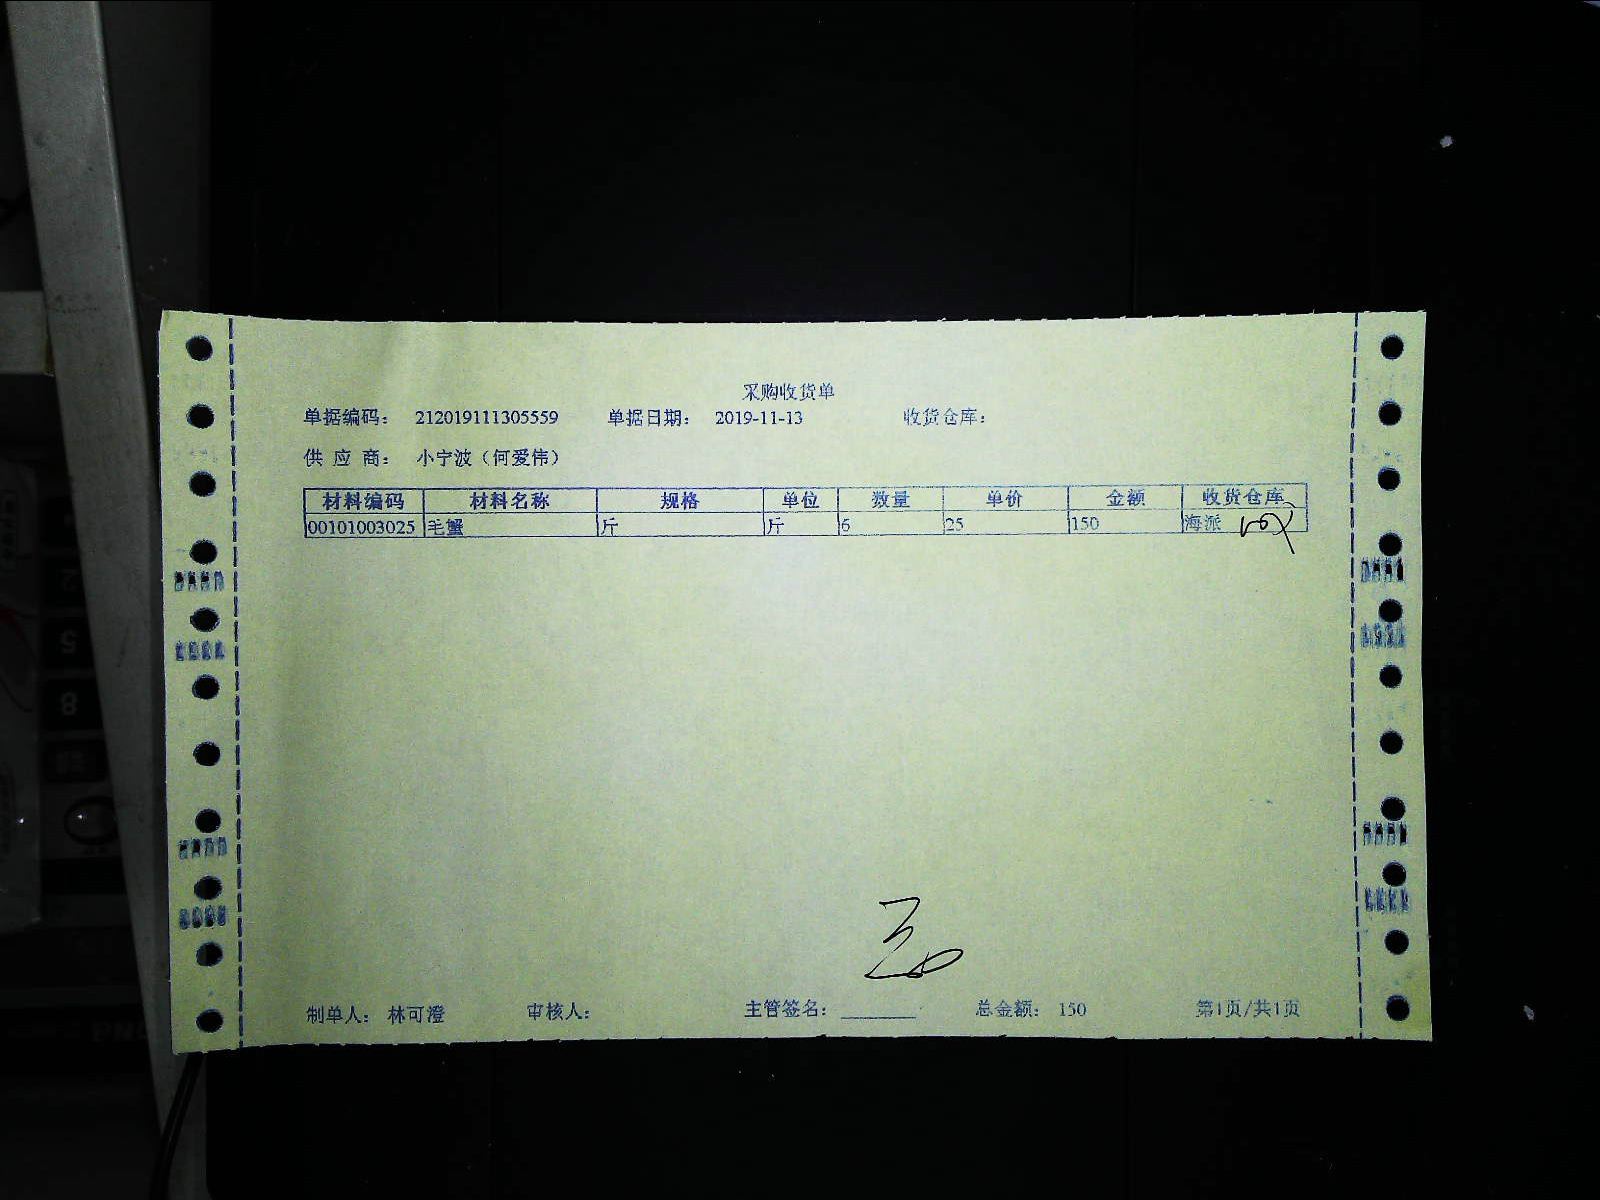 采购收货单
单据编码： 212019111305559 单据日期： 2019-11-13 收货仓库：
供 应 商： 小宁波（何爱伟）
材料编码 材料名称 规格 单位 数量 单价 金额 收货仓库
00101003025 毛蟹 斤 斤 6 25 150 海派
制单人： 林可澄 审核人： 主管签名： 总金额： 150 第1页/共1页